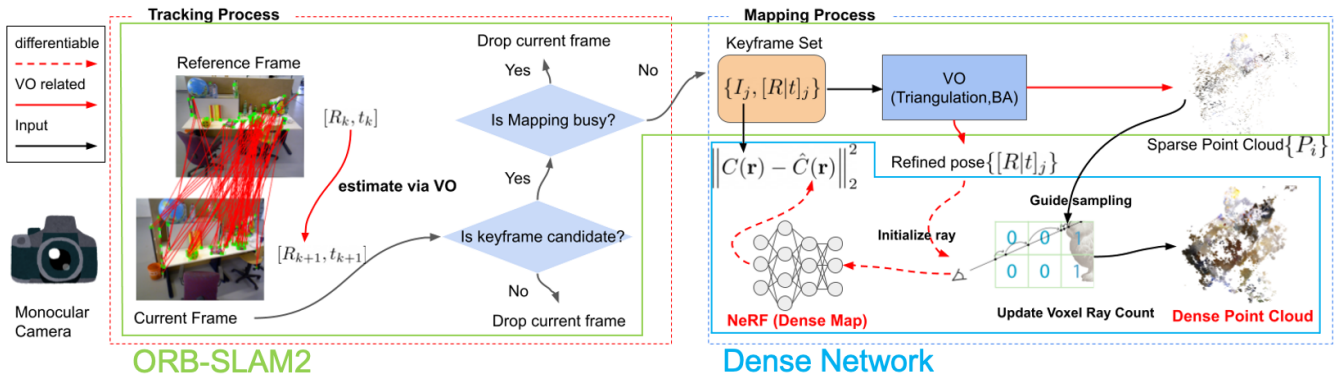 Tracking Process
Mapping Process
differentiable
VO related
Input
Monocular
Camera
Reference Frame
Current Frame
[R_k, t_k]
estimate via VO
[R_{k+1}, t_{k+1}]
Drop current frame
Yes
No
Is Mapping busy?
Yes
Is keyframe candidate?
No
Drop current frame
Keyframe Set
{I_j, [R|t]_j}
VO
(Triangulation,BA)
Sparse Point Cloud{P_i}
‖C(r) − Ĉ(r)‖₂²
Refined pose{[R|t]_j}
Guide sampling
Initialize ray
0 0 1
0 0 1
NeRF (Dense Map)
Update Voxel Ray Count
Dense Point Cloud
ORB-SLAM2
Dense Network